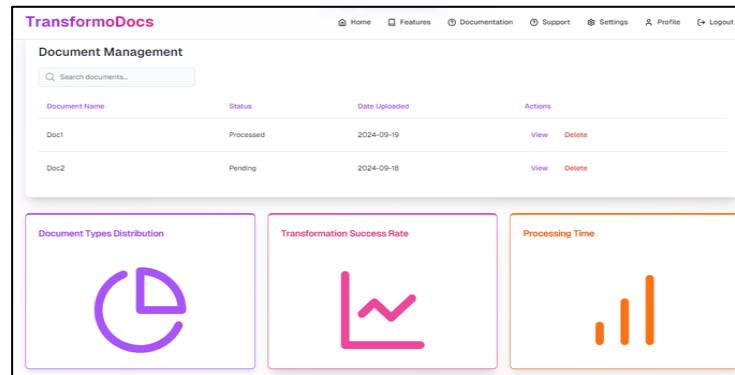 TransformoDocs
Home Features Documentation Support Settings Profile Logout
Document Management
Search documents...
Document Name Status Date Uploaded Actions
Doc1 Processed 2024-09-19 View Delete
Doc2 Pending 2024-09-18 View Delete
Document Types Distribution
Transformation Success Rate
Processing Time